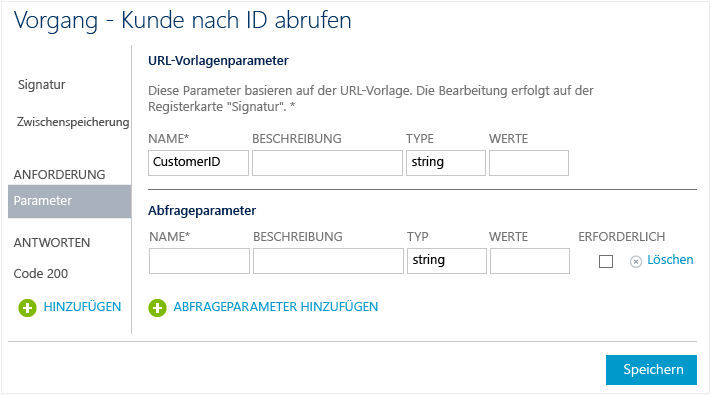 Vorgang - Kunde nach ID abrufen
Signatur
Zwischenspeicherung
ANFORDERUNG
Parameter
ANTWORTEN
Code 200
HINZUFÜGEN
URL-Vorlagenparameter
Diese Parameter basieren auf der URL-Vorlage. Die Bearbeitung erfolgt auf der
Registerkarte "Signatur". *
NAME* BESCHREIBUNG TYPE WERTE
CustomerID string
Abfrageparameter
NAME* BESCHREIBUNG TYP WERTE ERFORDERLICH
string Löschen
ABFRAGEPARAMETER HINZUFÜGEN
Speichern